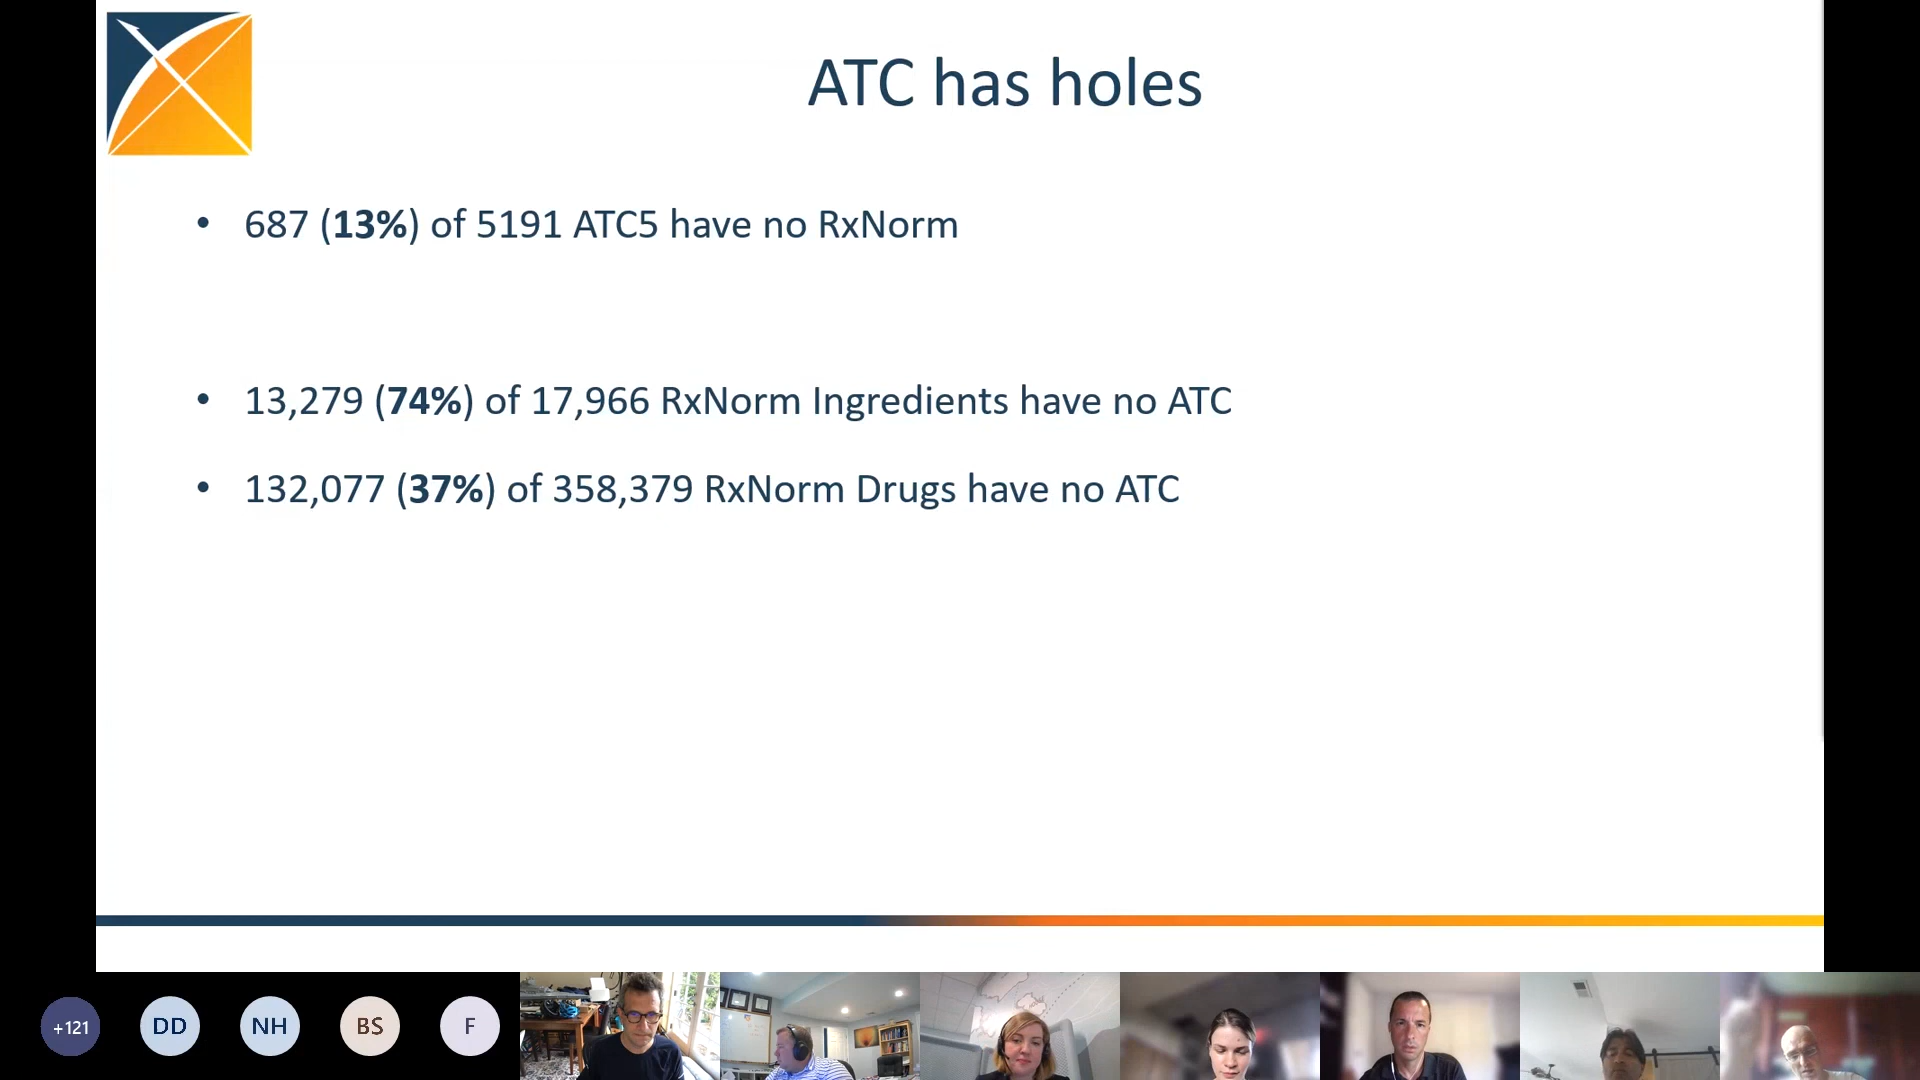 ATC has holes
• 687 (13%) of 5191 ATC5 have no RxNorm
• 13,279 (74%) of 17,966 RxNorm Ingredients have no ATC
• 132,077 (37%) of 358,379 RxNorm Drugs have no ATC
+121 DD NH BS F